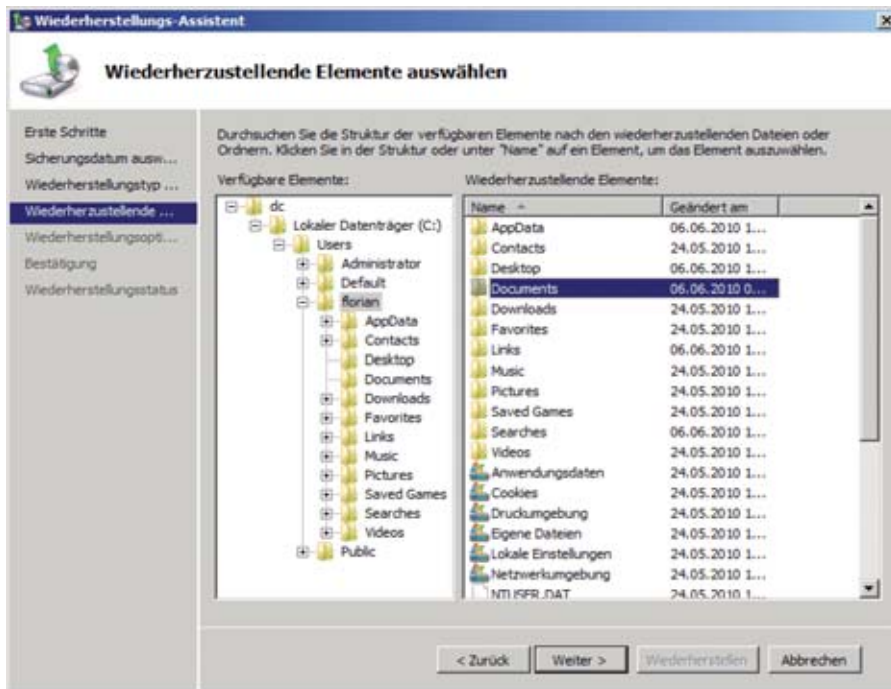 Wiederherstellungs-Assistent
Wiederherzustellende Elemente auswählen
Erste Schritte
Sicherungsdatum ausw...
Wiederherstellungstyp ...
Wiederherzustellende ...
Wiederherstellungsopti...
Bestätigung
Wiederherstellungsstatus
Durchsuchen Sie die Struktur der verfügbaren Elemente nach den wiederherzustellenden Dateien oder
Ordnern. Klicken Sie in der Struktur oder unter "Name" auf ein Element, um das Element auszuwählen.
Verfügbare Elemente:
dc
Lokaler Datenträger (C:)
Users
Administrator
Default
florian
AppData
Contacts
Desktop
Documents
Downloads
Favorites
Links
Music
Pictures
Saved Games
Searches
Videos
Public
Wiederherzustellende Elemente:
Name Geändert am
AppData 06.06.2010 1...
Contacts 24.05.2010 1...
Desktop 06.06.2010 1...
Documents 06.06.2010 0...
Downloads 24.05.2010 1...
Favorites 24.05.2010 1...
Links 06.06.2010 1...
Music 24.05.2010 1...
Pictures 24.05.2010 1...
Saved Games 24.05.2010 1...
Searches 06.06.2010 1...
Videos 24.05.2010 1...
Anwendungsdaten 24.05.2010 1...
Cookies 24.05.2010 1...
Druckumgebung 24.05.2010 1...
Eigene Dateien 24.05.2010 1...
Lokale Einstellungen 24.05.2010 1...
Netzwerkumgebung 24.05.2010 1...
NTUSER.DAT 24.05.2010 1...
< Zurück Weiter > Wiederherstellen Abbrechen